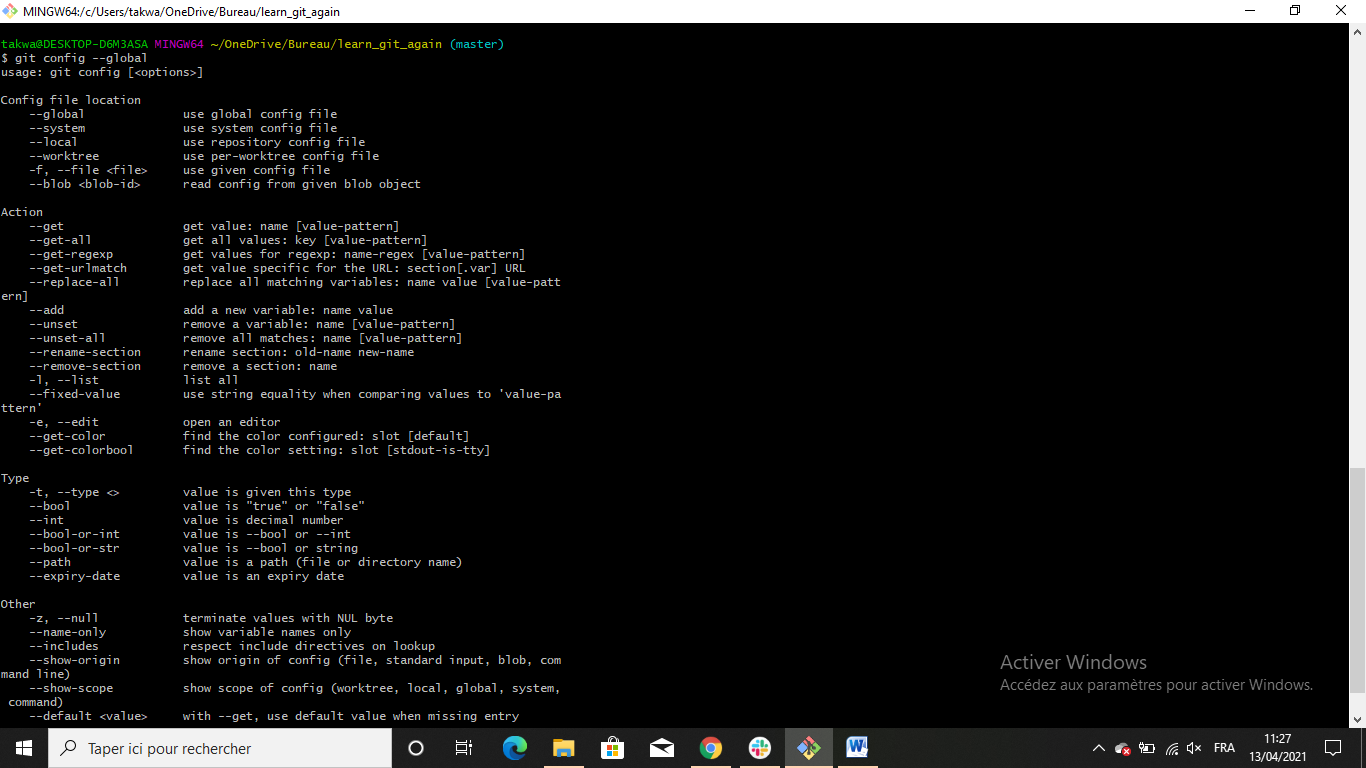 MINGW64:/c/Users/takwa/OneDrive/Bureau/learn_git_again
takwa@DESKTOP-D6M3ASA MINGW64 ~/OneDrive/Bureau/learn_git_again (master)
$ git config --global
usage: git config [<options>]
Config file location
--global use global config file
--system use system config file
--local use repository config file
--worktree use per-worktree config file
-f, --file <file> use given config file
--blob <blob-id> read config from given blob object
Action
--get get value: name [value-pattern]
--get-all get all values: key [value-pattern]
--get-regexp get values for regexp: name-regex [value-pattern]
--get-urlmatch get value specific for the URL: section[.var] URL
--replace-all replace all matching variables: name value [value-patt
ern]
--add add a new variable: name value
--unset remove a variable: name [value-pattern]
--unset-all remove all matches: name [value-pattern]
--rename-section rename section: old-name new-name
--remove-section remove a section: name
-l, --list list all
--fixed-value use string equality when comparing values to 'value-pa
ttern'
-e, --edit open an editor
--get-color find the color configured: slot [default]
--get-colorbool find the color setting: slot [stdout-is-tty]
Type
-t, --type <> value is given this type
--bool value is "true" or "false"
--int value is decimal number
--bool-or-int value is --bool or --int
--bool-or-str value is --bool or string
--path value is a path (file or directory name)
--expiry-date value is an expiry date
Other
-z, --null terminate values with NUL byte
--name-only show variable names only
--includes respect include directives on lookup
--show-origin show origin of config (file, standard input, blob, com
mand line)
--show-scope show scope of config (worktree, local, global, system,
command)
--default <value> with --get, use default value when missing entry
Activer Windows
Accédez aux paramètres pour activer Windows.
Taper ici pour rechercher
FRA
11:27
13/04/2021